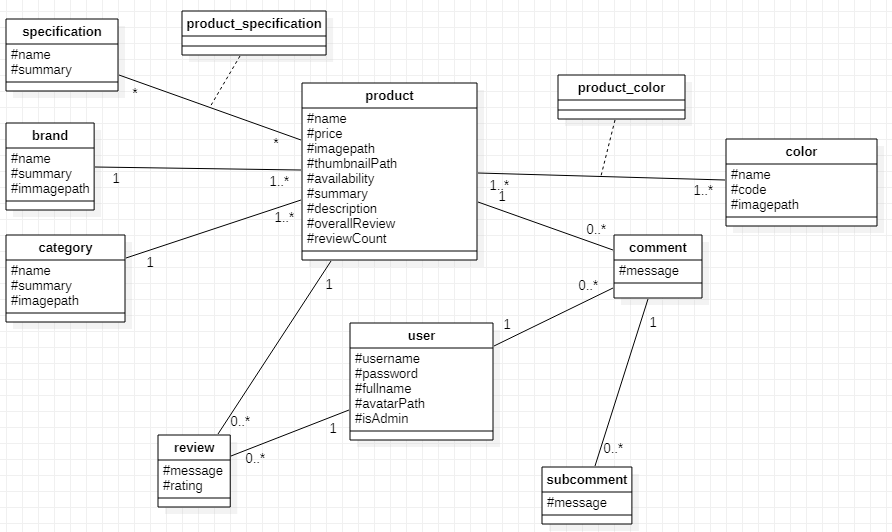 specification
#name
#summary
product_specification
*
*
brand
#name
#summary
#immagepath
1
1..*
category
#name
#summary
#imagepath
1
1..*
product
#name
#price
#imagepath
#thumbnailPath
#availability
#summary
#description
#overallReview
#reviewCount
product_color
1..*
1..*
color
#name
#code
#imagepath
1
0..*
comment
#message
1
0..*
user
#username
#password
#fullname
#avatarPath
#isAdmin
1
0..*
1
0..*
review
#message
#rating
1
0..*
subcomment
#message